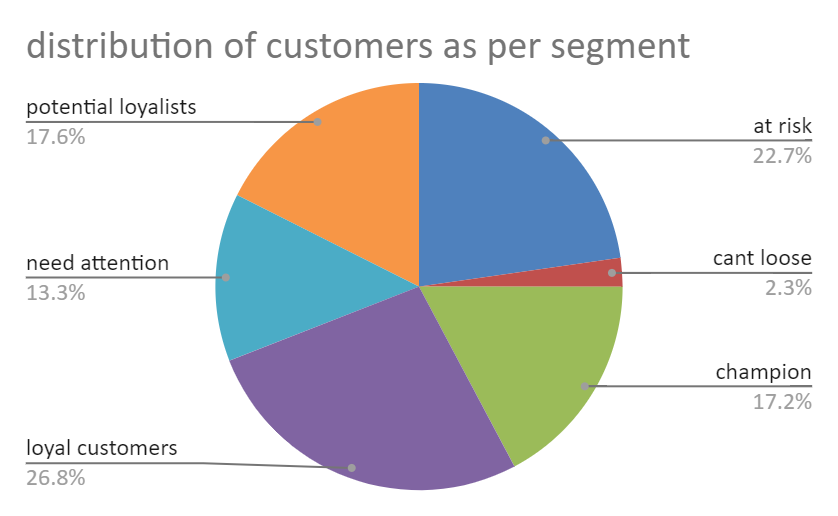 distribution of customers as per segment
potential loyalists
17.6%
at risk
22.7%
need attention
13.3%
cant loose
2.3%
champion
17.2%
loyal customers
26.8%